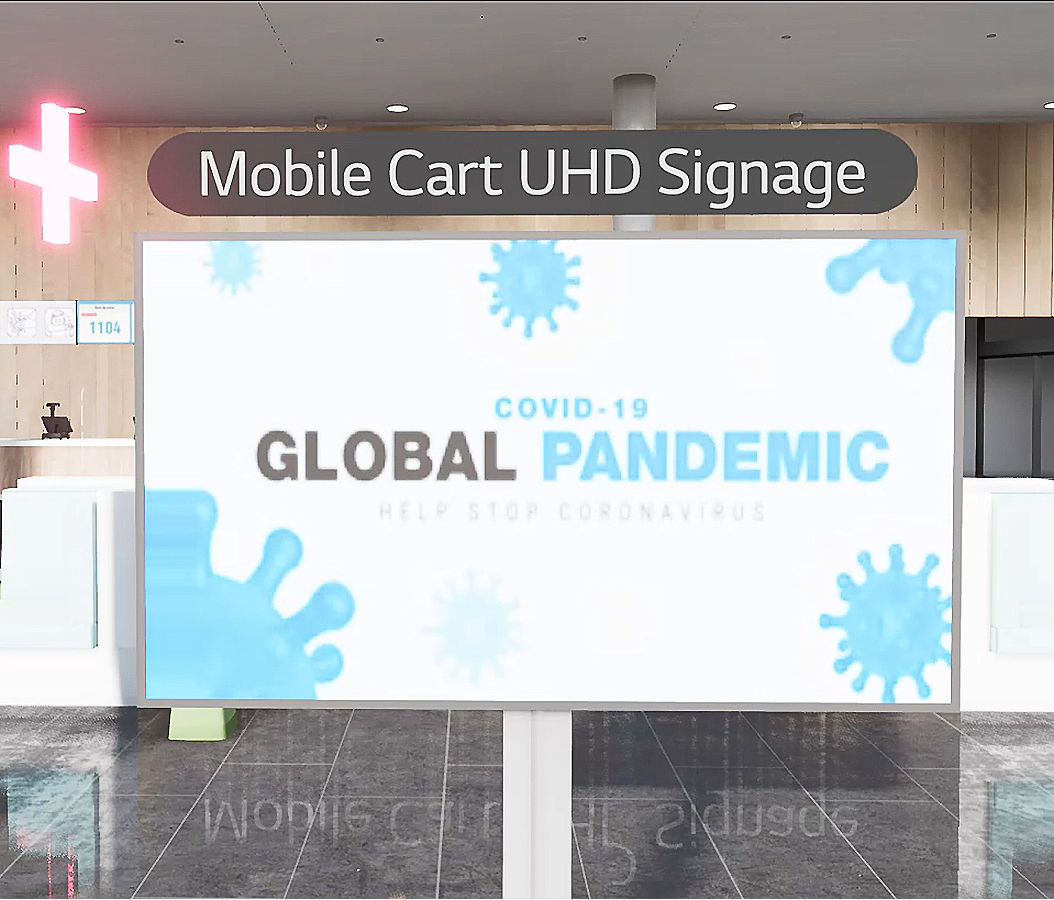 Mobile Cart UHD Signage
1104
COVID-19
GLOBAL PANDEMIC
HELP STOP CORONAVIRUS